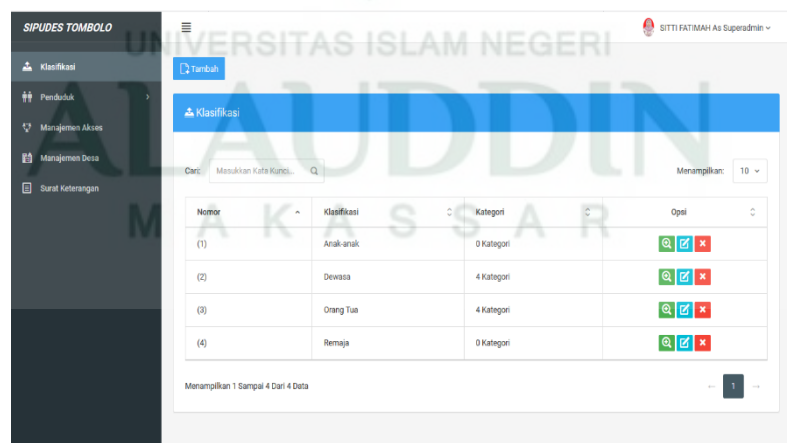 SIPUDES TOMBOLO
SITTI FATIMAH As Superadmin
UNIVERSITAS ISLAM NEGERI
Klasifikasi
Penduduk
Manajemen Akses
Manajemen Desa
Surat Keterangan
Tambah
Klasifikasi
ALAUDDIN
Cari: Masukkan Kata Kunci... Menampilkan: 10
MAKASSAR
Nomor Klasifikasi Kategori Opsi
(1) Anak-anak 0 Kategori
(2) Dewasa 4 Kategori
(3) Orang Tua 4 Kategori
(4) Remaja 0 Kategori
Menampilkan 1 Sampai 4 Dari 4 Data
← 1 →